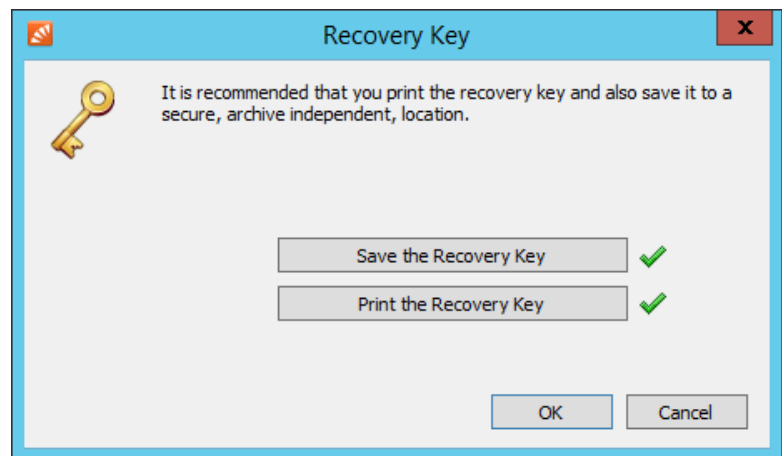 Recovery Key
x
It is recommended that you print the recovery key and also save it to a
secure, archive independent, location.
Save the Recovery Key
Print the Recovery Key
OK
Cancel